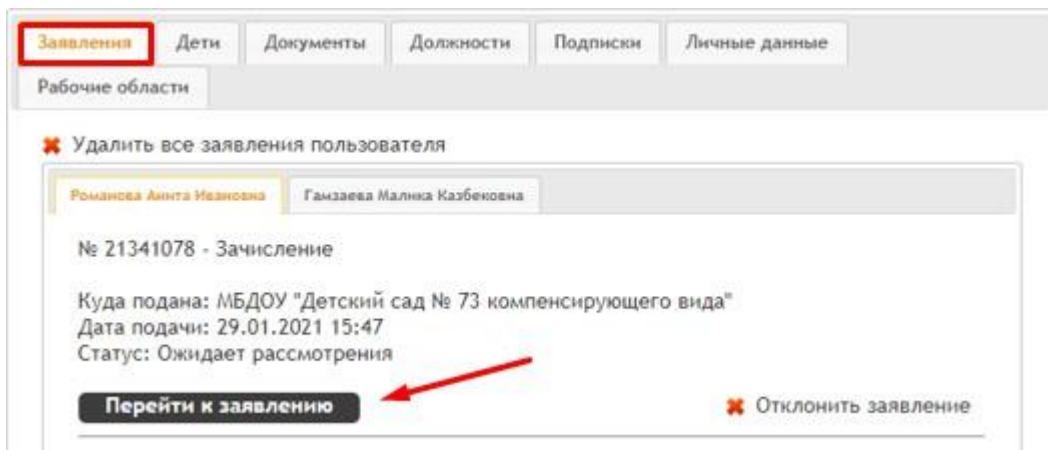 Заявления Дети Документы Должности Подписки Личные данные
Рабочие области
Удалить все заявления пользователя
Романова Анита Ивановна Гамзаева Малика Казбековна
№ 21341078 - Зачисление
Куда подана: МБДОУ "Детский сад № 73 компенсирующего вида"
Дата подачи: 29.01.2021 15:47
Статус: Ожидает рассмотрения
Перейти к заявлению Отклонить заявление